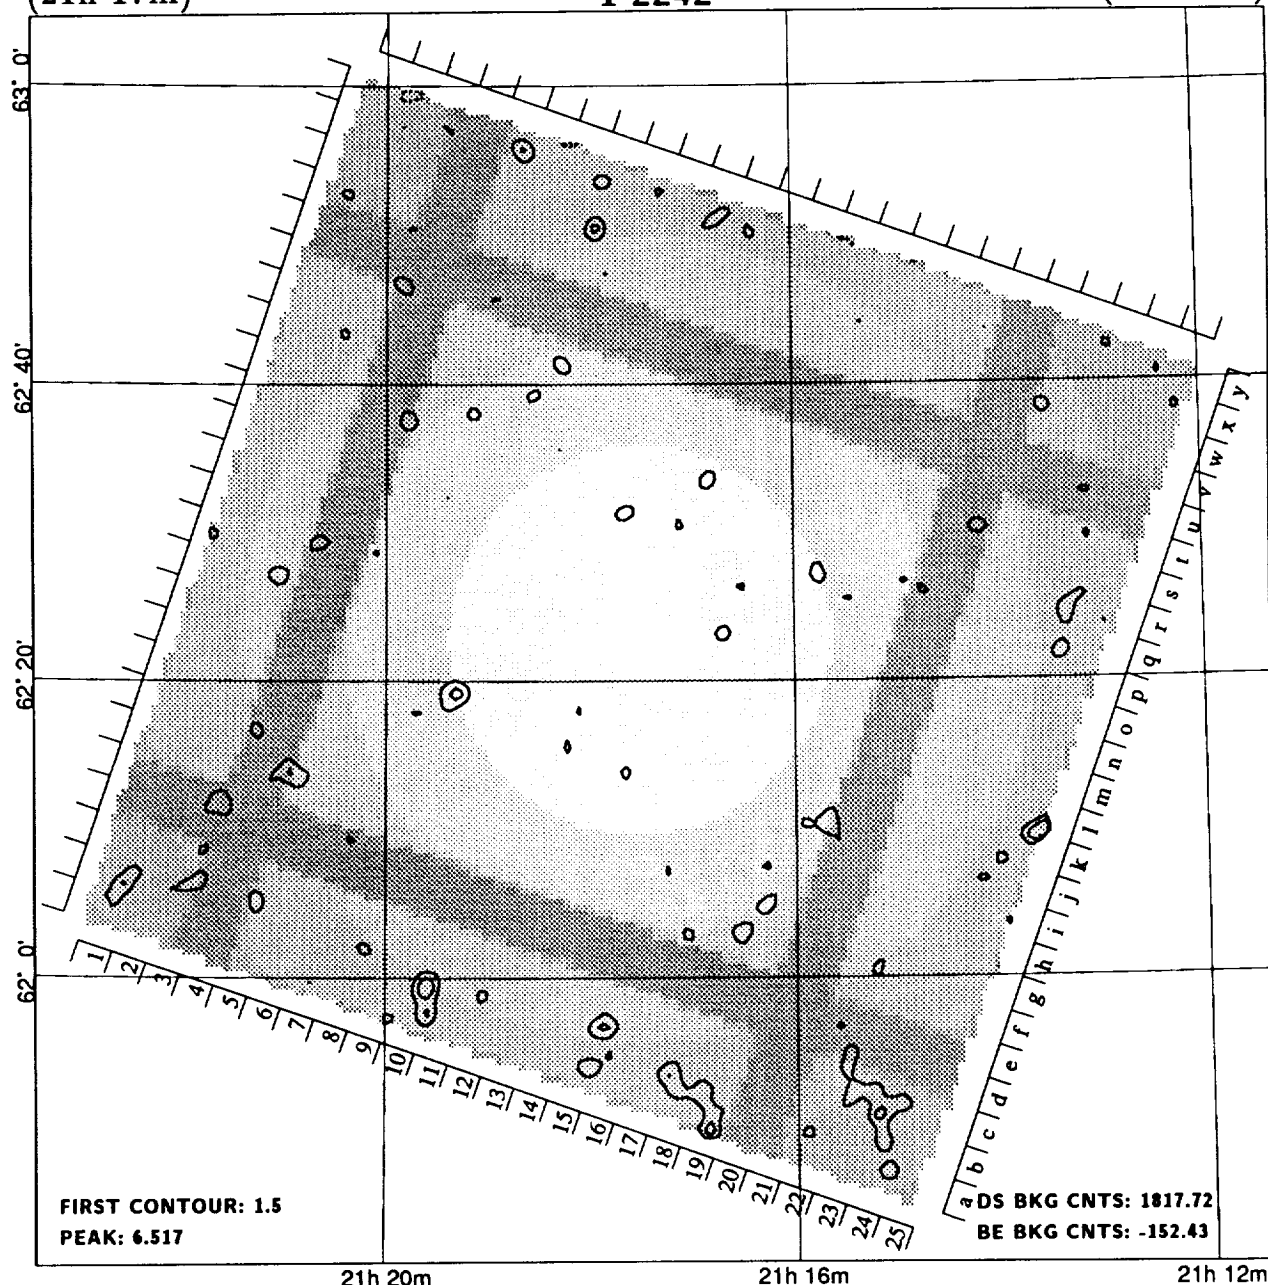 63° 0'
62° 40'
62° 20'
62° 0'
y
x
w
v
u
t
s
r
q
p
o
n
m
l
k
j
i
h
g
f
e
d
c
b
a
1 2 3 4 5 6 7 8 9 10 11 12 13 14 15 16 17 18 19 20 21 22 23 24 25
FIRST CONTOUR: 1.5
PEAK: 6.517
DS BKG CNTS: 1817.72
BE BKG CNTS: -152.43
21h 20m
21h 16m
21h 12m